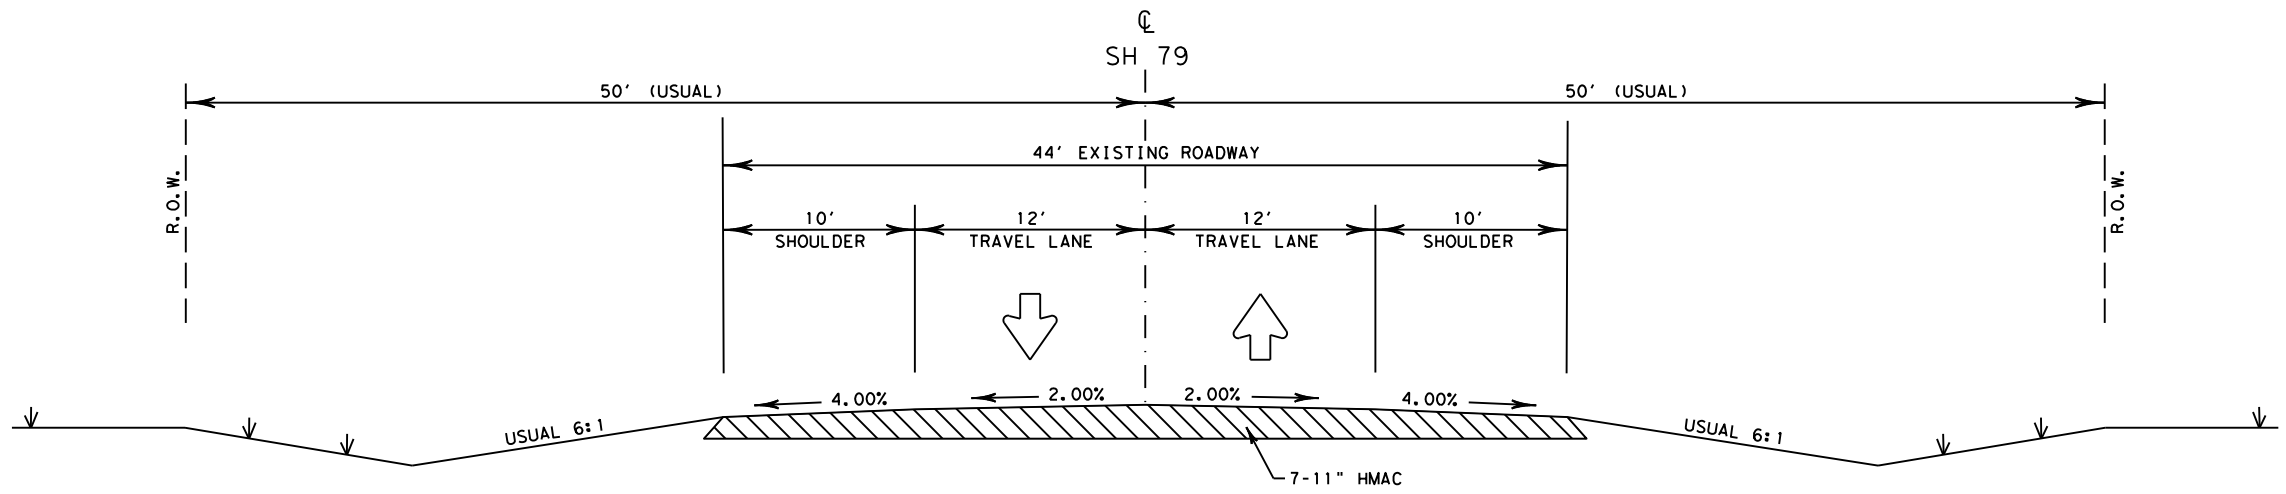 ℄
SH 79
50' (USUAL)
50' (USUAL)
44' EXISTING ROADWAY
R.O.W.
R.O.W.
10'
SHOULDER
12'
TRAVEL LANE
12'
TRAVEL LANE
10'
SHOULDER
4.00%
2.00%
2.00%
4.00%
USUAL 6:1
USUAL 6:1
7-11" HMAC